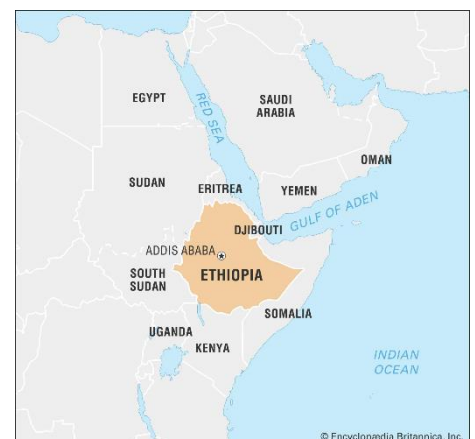 EGYPT
RED SEA
SAUDI
ARABIA
OMAN
SUDAN
ERITREA
YEMEN
GULF OF ADEN
DJIBOUTI
ADDIS ABABA
ETHIOPIA
SOUTH
SUDAN
SOMALIA
UGANDA
KENYA
INDIAN
OCEAN
© Encyclopædia Britannica, Inc.